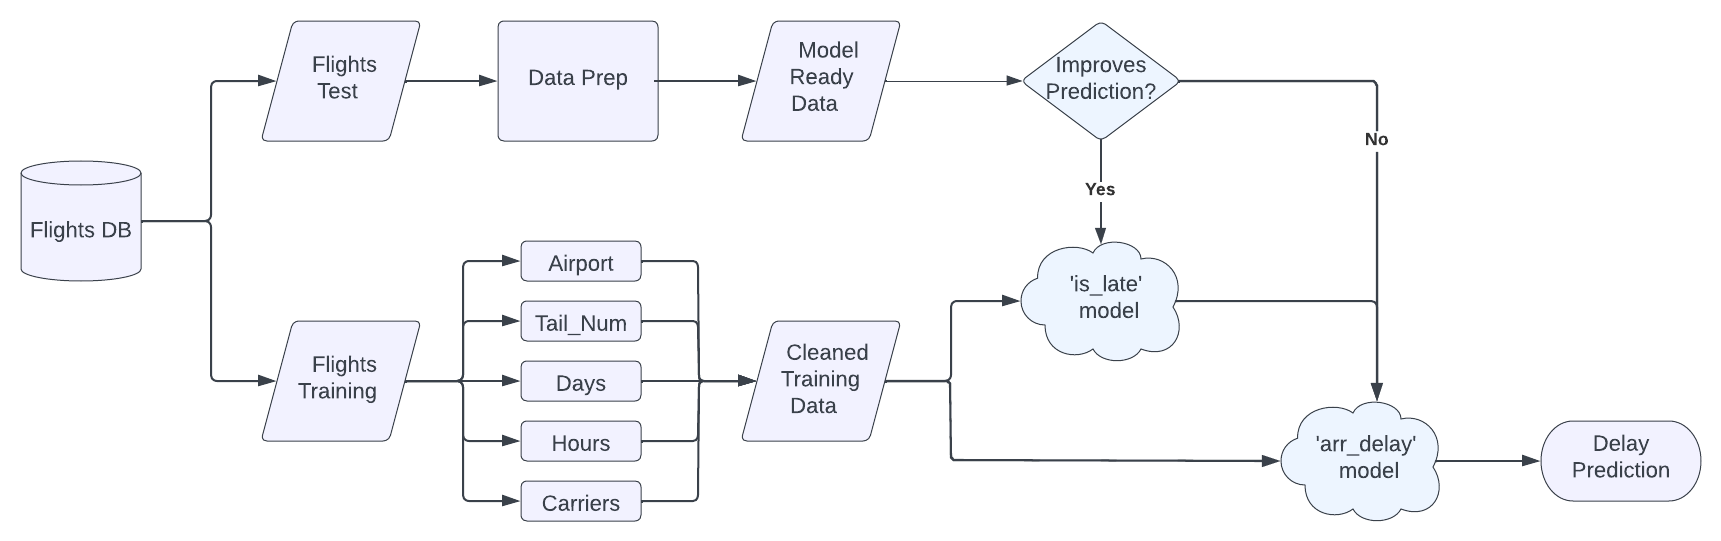 Flights
Test
Data Prep
Model
Ready
Data
Improves
Prediction?
No
Yes
Flights DB
Airport
Tail_Num
Days
Hours
Carriers
Flights
Training
Cleaned
Training
Data
'is_late'
model
'arr_delay'
model
Delay
Prediction